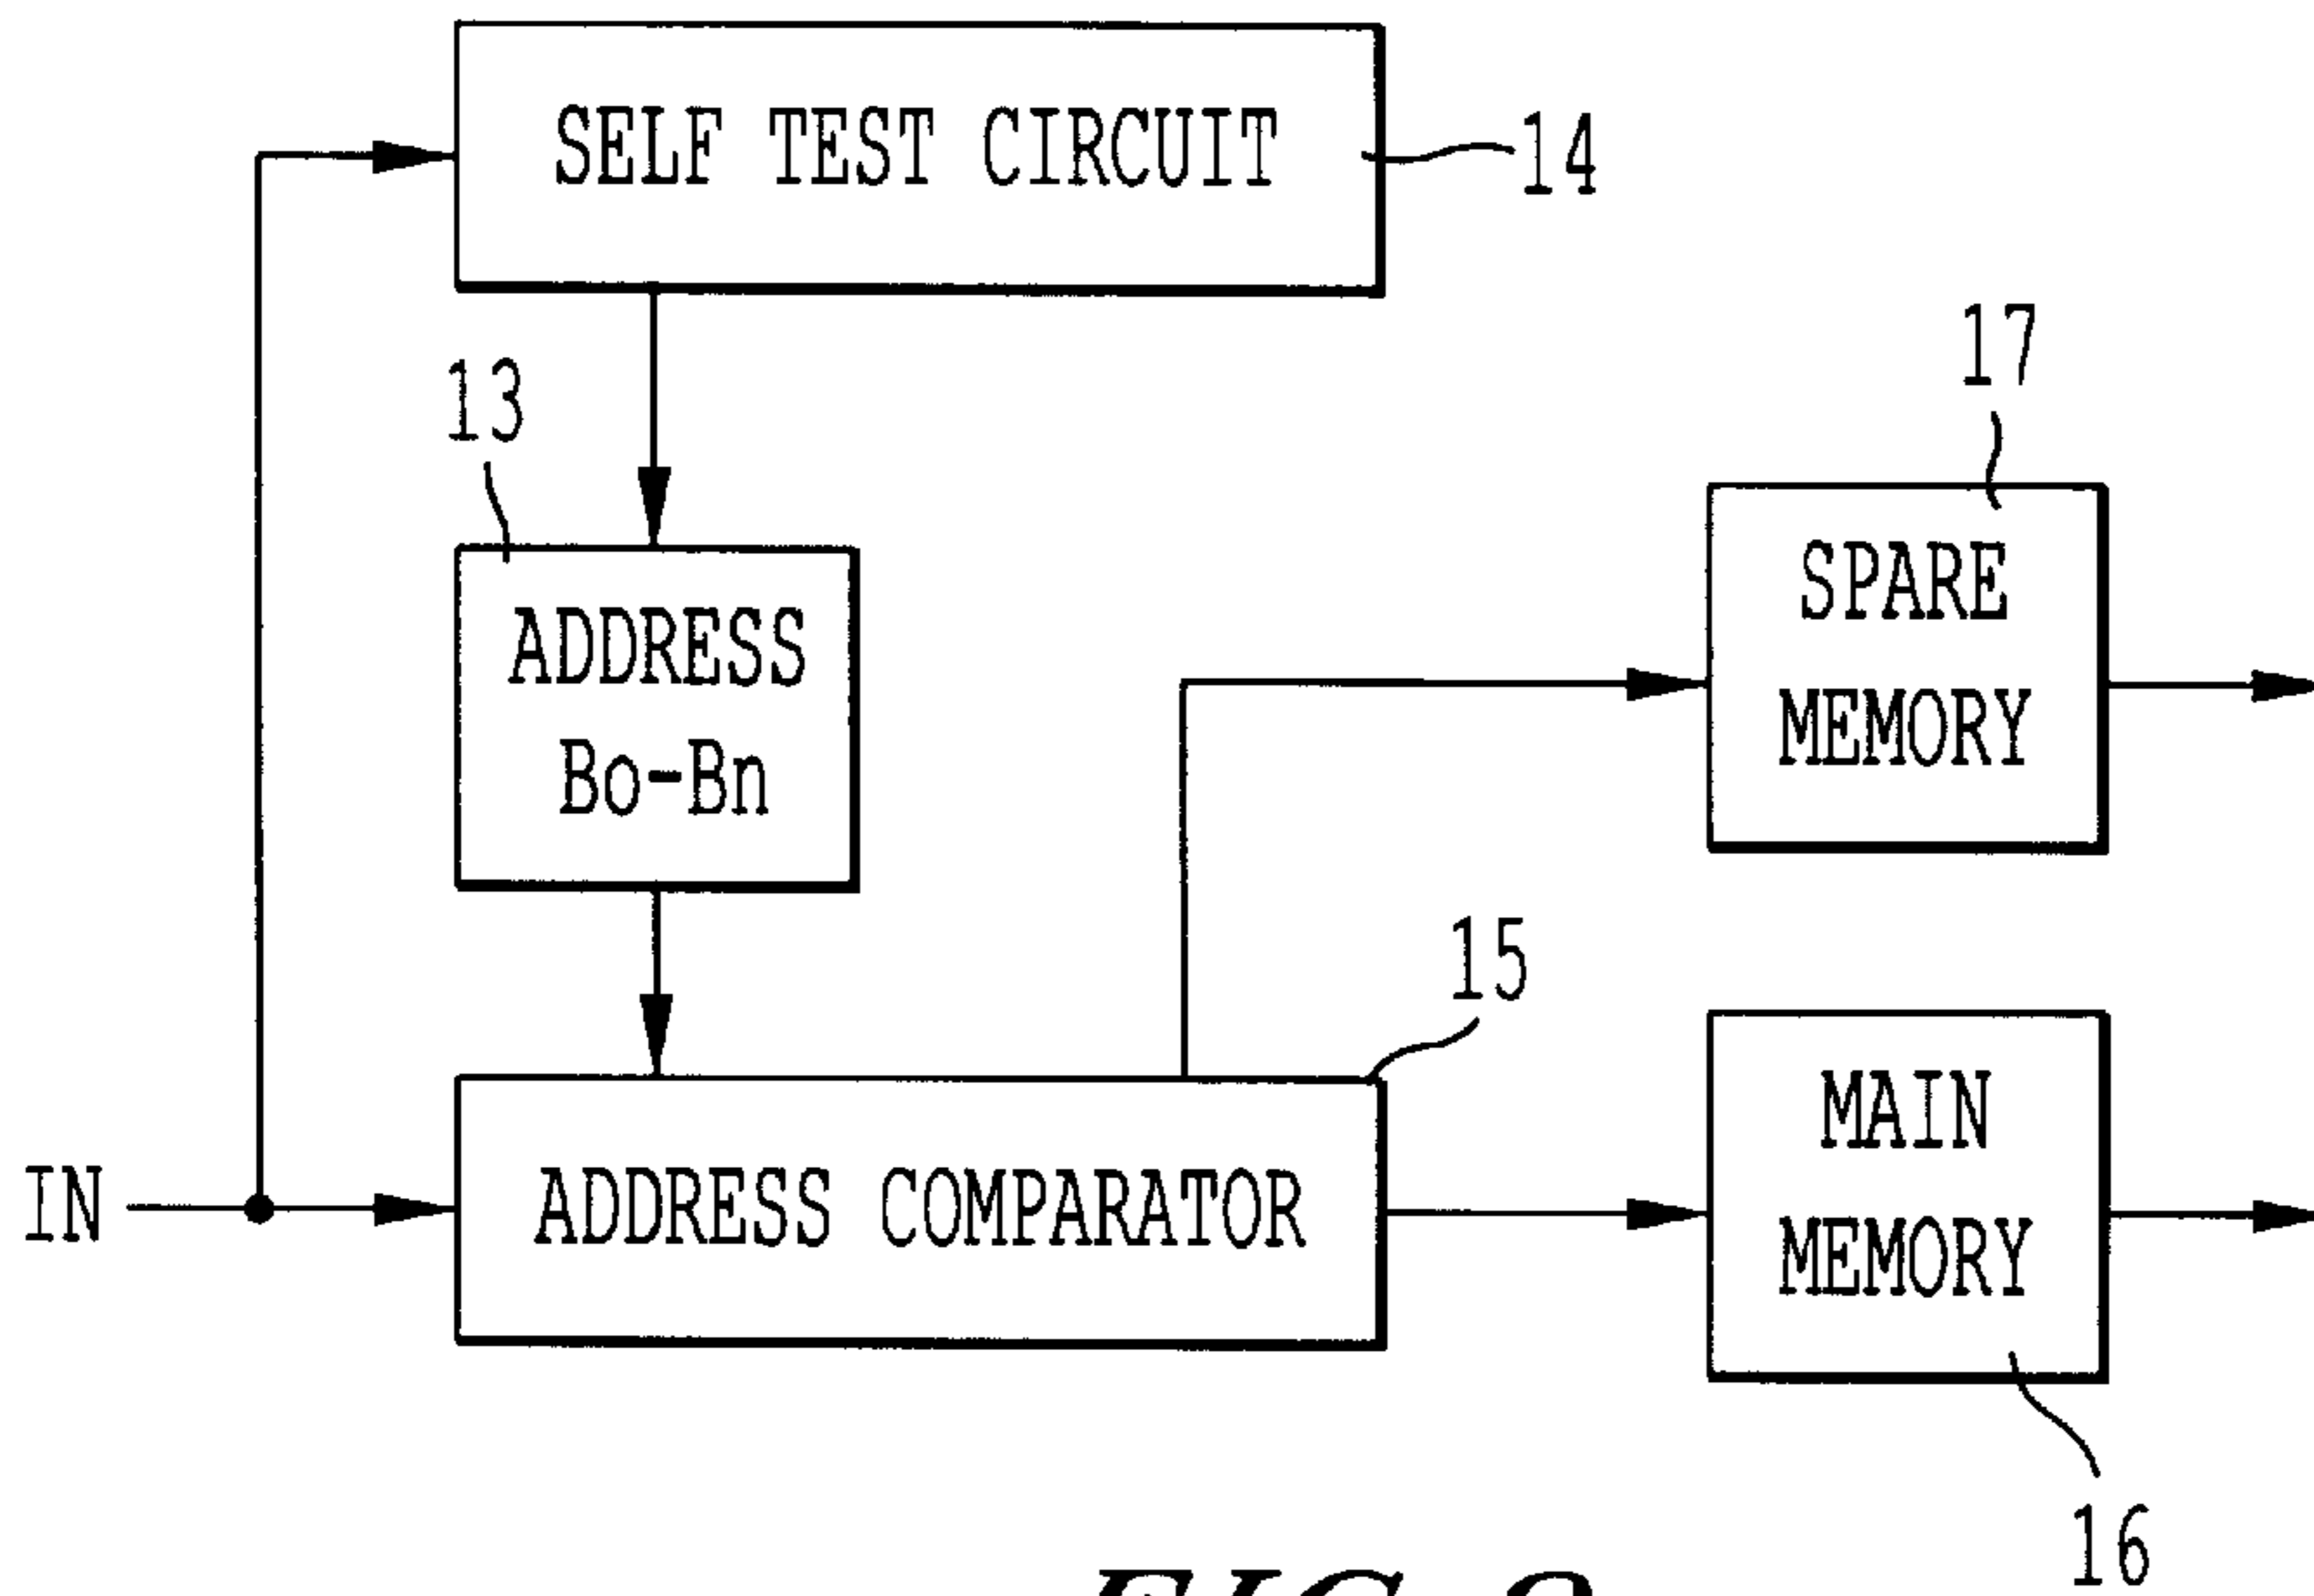 SELF TEST CIRCUIT
14
17
13
SPARE
MEMORY
ADDRESS
Bo-Bn
15
MAIN
MEMORY
IN
ADDRESS COMPARATOR
16